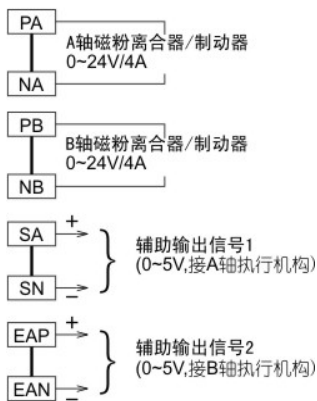 PA
A轴磁粉离合器/制动器
0~24V/4A
NA
PB
B轴磁粉离合器/制动器
0~24V/4A
NB
SA +
辅助输出信号1
(0~5V,接A轴执行机构)
SN −
EAP +
辅助输出信号2
(0~5V,接B轴执行机构)
EAN −